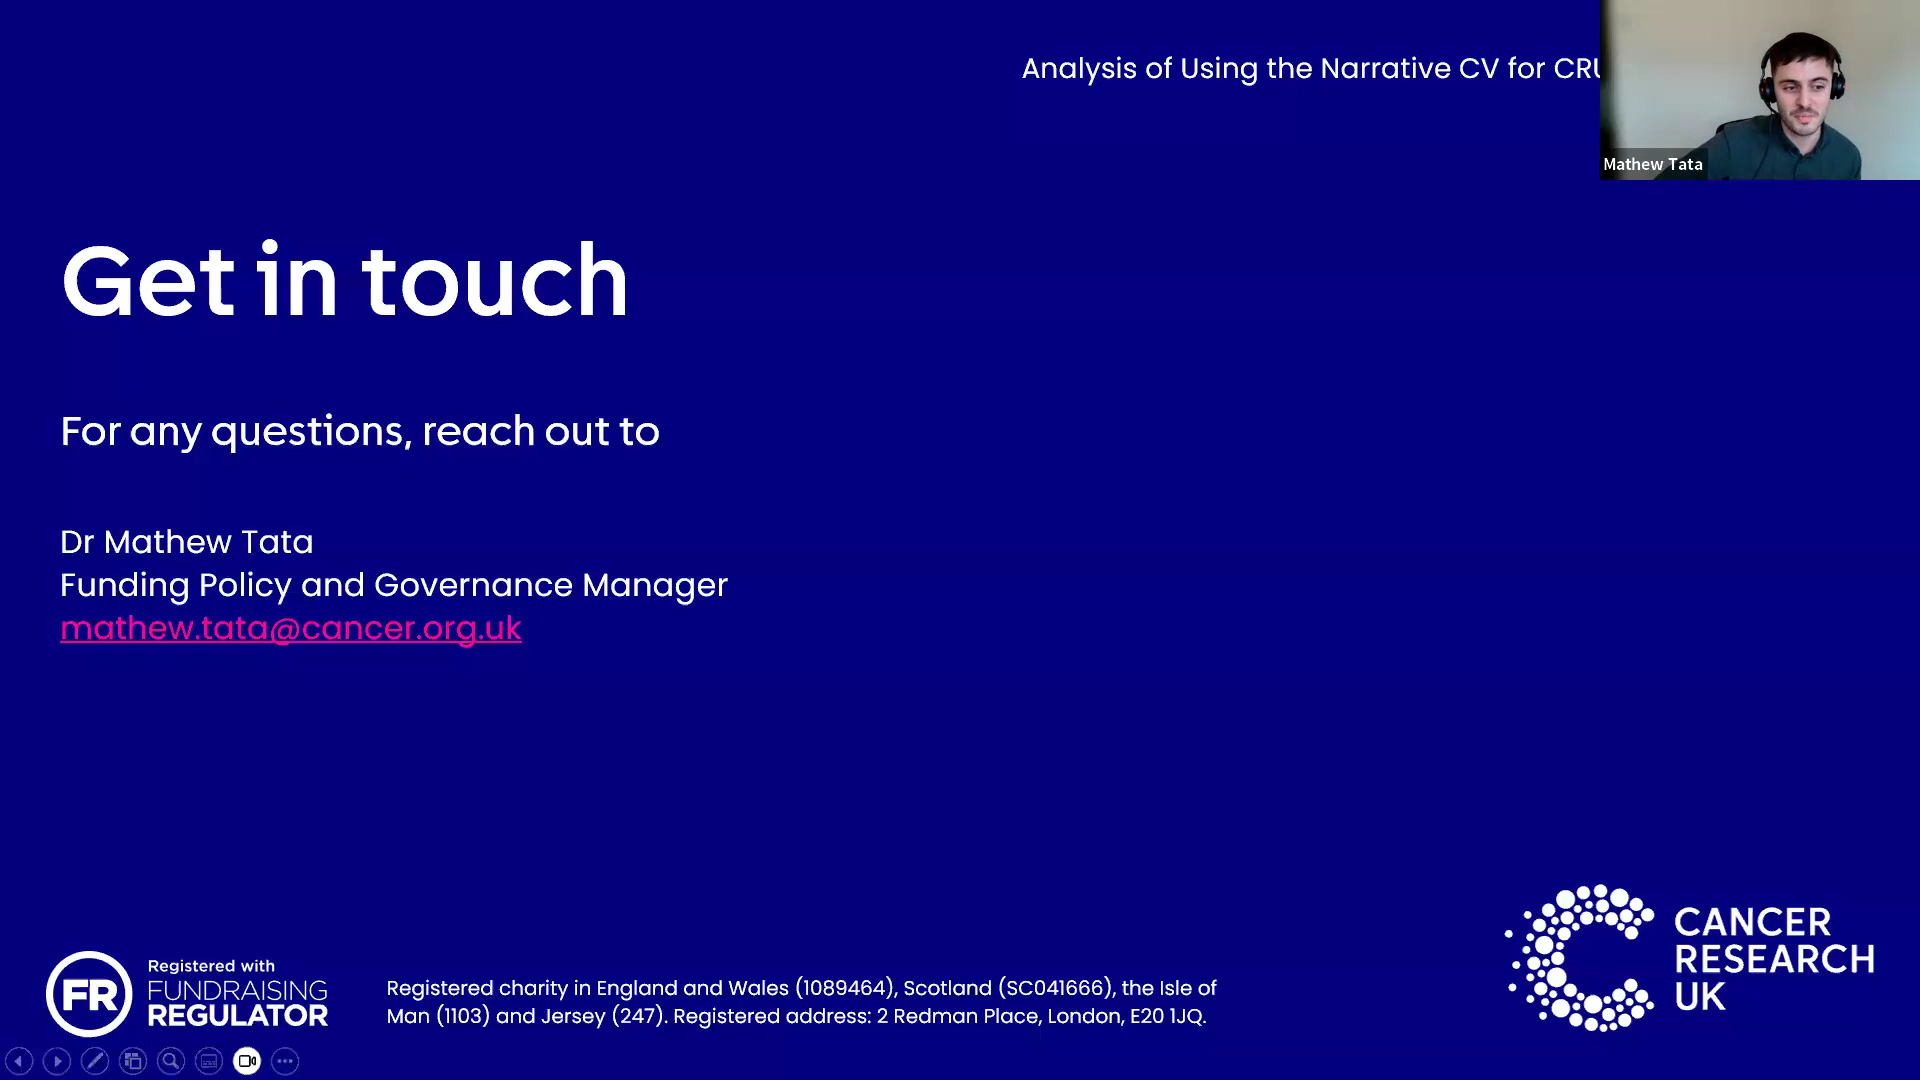 Analysis of Using the Narrative CV for CRU
Mathew Tata
Get in touch
For any questions, reach out to
Dr Mathew Tata
Funding Policy and Governance Manager
mathew.tata@cancer.org.uk
FR
Registered with
FUNDRAISING
REGULATOR
Registered charity in England and Wales (1089464), Scotland (SC041666), the Isle of
Man (1103) and Jersey (247). Registered address: 2 Redman Place, London, E20 1JQ.
CANCER
RESEARCH
UK